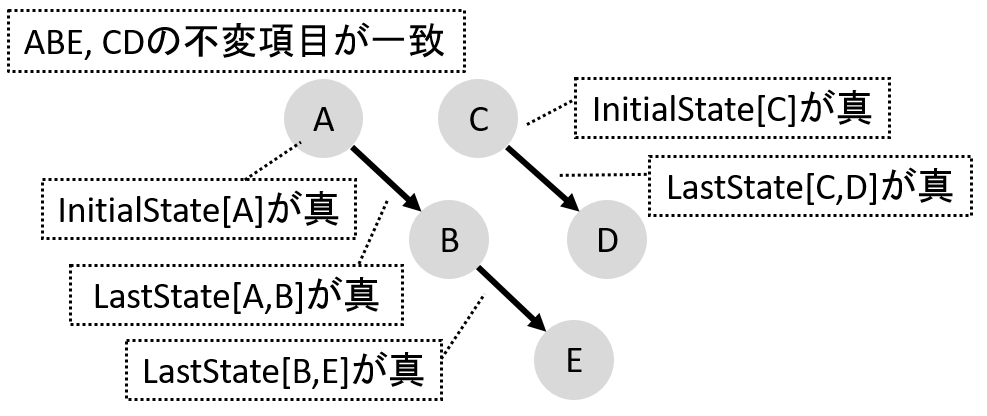 ABE, CDの不変項目が一致
A
C
InitialState[C]が真
InitialState[A]が真
LastState[C,D]が真
B
D
LastState[A,B]が真
LastState[B,E]が真
E